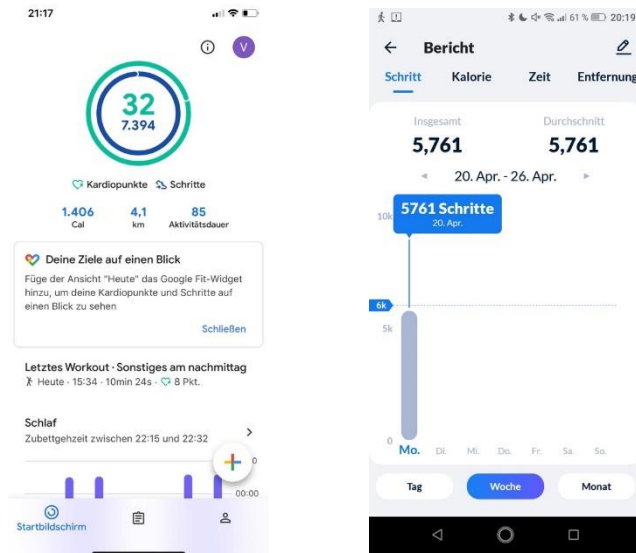 21:17
V
32
7.394
Kardiopunkte Schritte
1.406 4,1 85
Cal km Aktivitätsdauer
Deine Ziele auf einen Blick
Füge der Ansicht "Heute" das Google Fit-Widget
hinzu, um deine Kardiopunkte und Schritte auf
einen Blick zu sehen
Schließen
Letztes Workout · Sonstiges am nachmittag
Heute · 15:34 · 10min 24s · 8 Pkt.
Schlaf
Zubettgehzeit zwischen 22:15 und 22:32
00:00
Startbildschirm
61 % 20:19
Bericht
Schritt Kalorie Zeit Entfernung
Insgesamt Durchschnitt
5,761 5,761
20. Apr. - 26. Apr.
10k
5761 Schritte
20. Apr.
6k
5k
0
Mo. Di. Mi. Do. Fr. Sa. So.
Tag Woche Monat